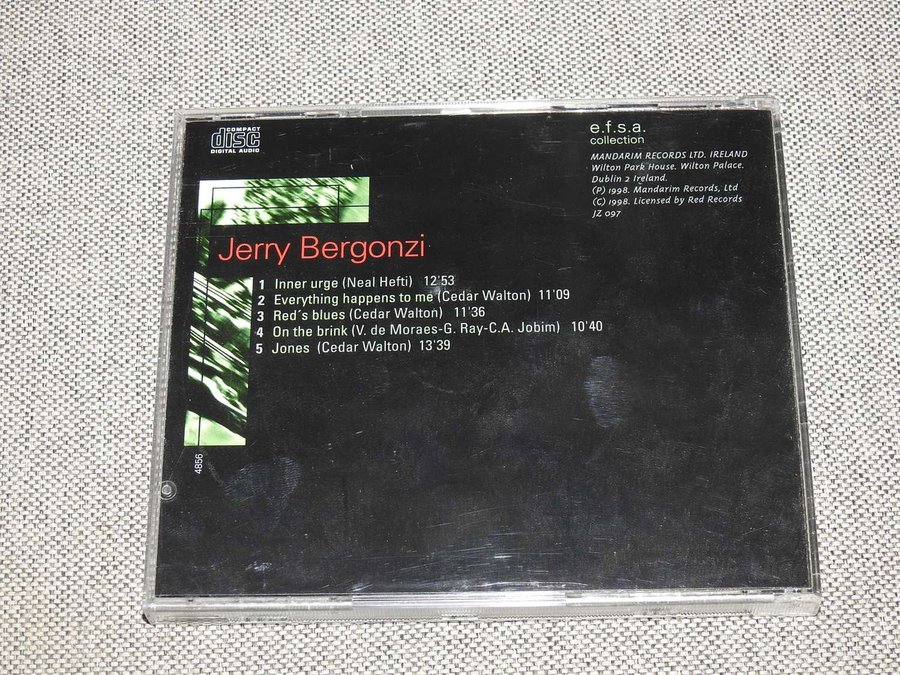 COMPACT
disc
DIGITAL AUDIO
e.f.s.a.
collection
MANDARIM RECORDS LTD. IRELAND
Wilton Park House. Wilton Palace.
Dublin 2 Ireland.
(P) 1998. Mandarim Records, Ltd
(C) 1998. Licensed by Red Records
JZ 097
Jerry Bergonzi
1 Inner urge (Neal Hefti) 12'53
2 Everything happens to me (Cedar Walton) 11'09
3 Red´s blues (Cedar Walton) 11'36
4 On the brink (V. de Moraes-G. Ray-C.A. Jobim) 10'40
5 Jones (Cedar Walton) 13'39
4856